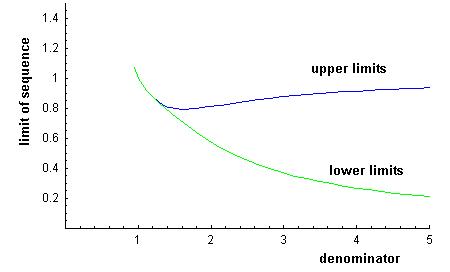 1.4
1.2
1
0.8
0.6
0.4
0.2
limit of sequence
upper limits
lower limits
1 2 3 4 5
denominator